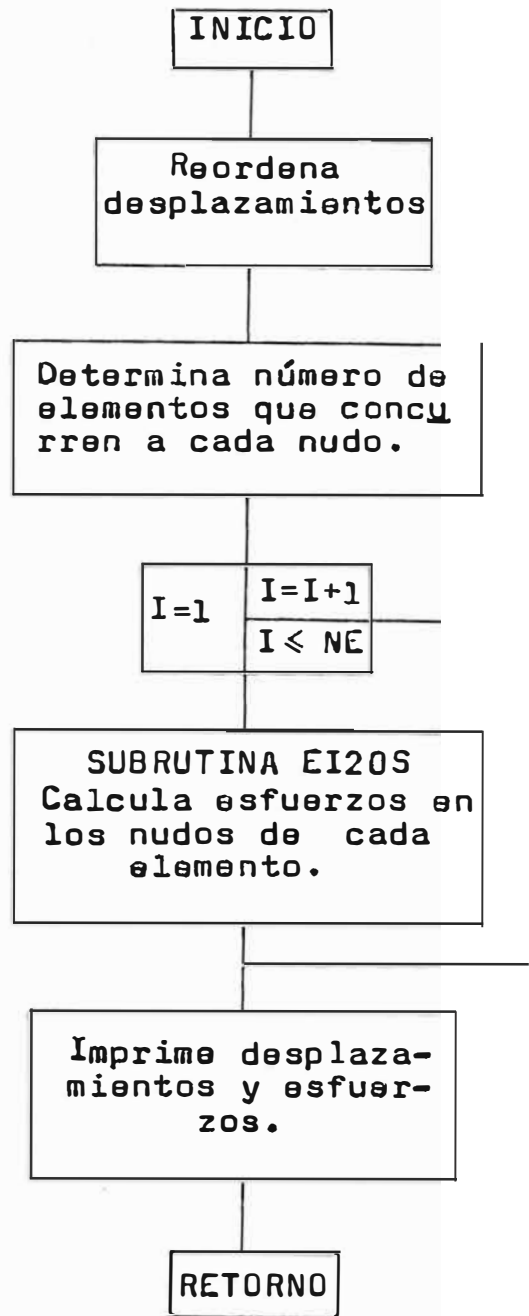 INICIO
Reordena
desplazamientos
Determina número de
elementos que concu
rren a cada nudo.
I=1
I=I+1
I ≤ NE
SUBRUTINA EI20S
Calcula esfuerzos en
los nudos de cada
elemento.
Imprime desplaza-
mientos y esfuer-
zos.
RETORNO